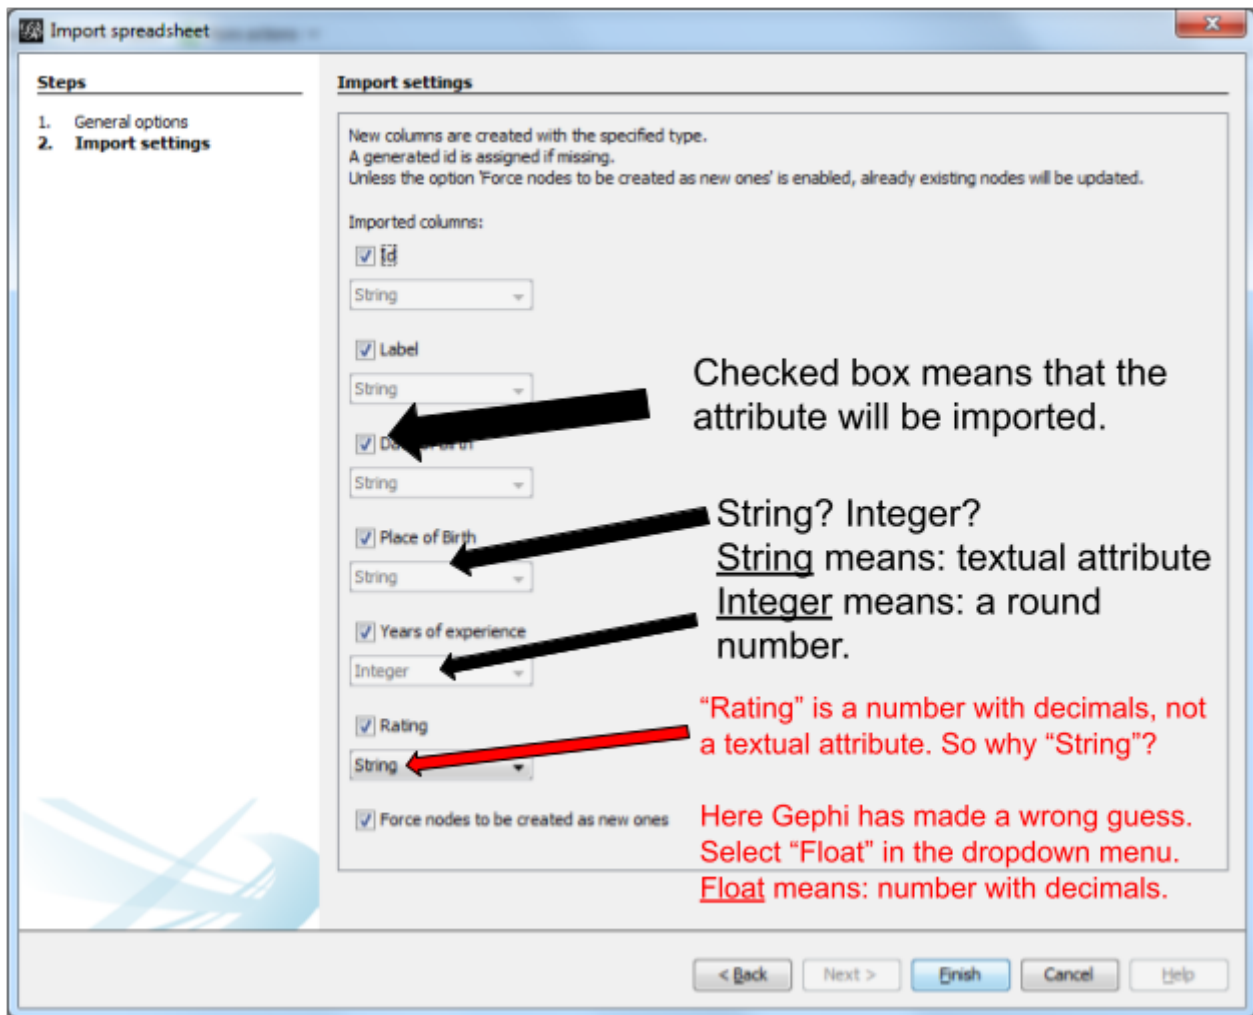 Import spreadsheet
Steps
1. General options
2. Import settings
Import settings
New columns are created with the specified type.
A generated id is assigned if missing.
Unless the option 'Force nodes to be created as new ones' is enabled, already existing nodes will be updated.
Imported columns:
Id
String
Label
String
Birth
String
Place of Birth
String
Years of experience
Integer
Rating
String
Force nodes to be created as new ones
Checked box means that the
attribute will be imported.
String? Integer?
String means: textual attribute
Integer means: a round
number.
“Rating” is a number with decimals, not
a textual attribute. So why “String”?
Here Gephi has made a wrong guess.
Select “Float” in the dropdown menu.
Float means: number with decimals.
< Back
Next >
Finish
Cancel
Help